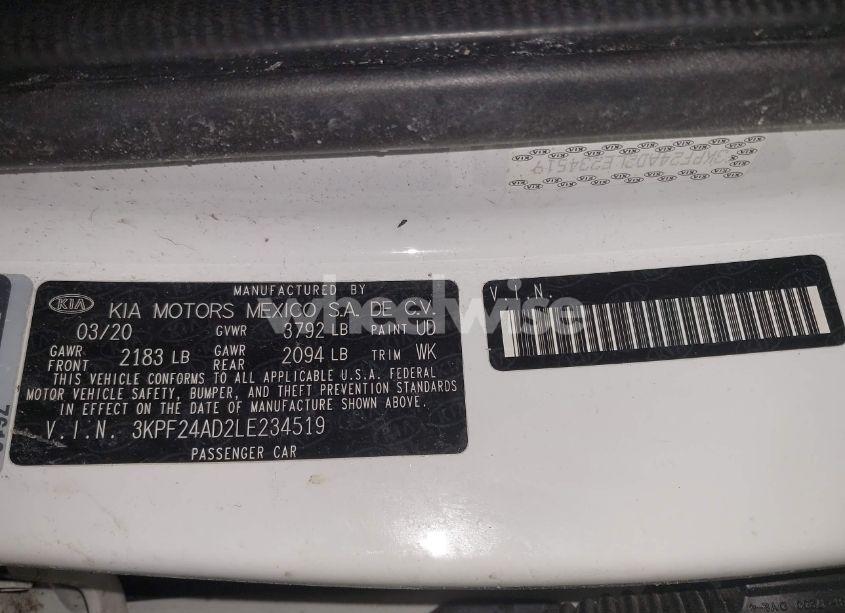 3KPF24AD2LE234519
MANUFACTURED BY
KIA KIA MOTORS MEXICO S.A. DE C.V.
03/20 GVWR 3792 LB PAINT UD
GAWR FRONT 2183 LB GAWR REAR 2094 LB TRIM WK
THIS VEHICLE CONFORMS TO ALL APPLICABLE U.S.A. FEDERAL
MOTOR VEHICLE SAFETY, BUMPER, AND THEFT PREVENTION STANDARDS
IN EFFECT ON THE DATE OF MANUFACTURE SHOWN ABOVE.
V.I.N. 3KPF24AD2LE234519
PASSENGER CAR
V.I.N.
wheelwise